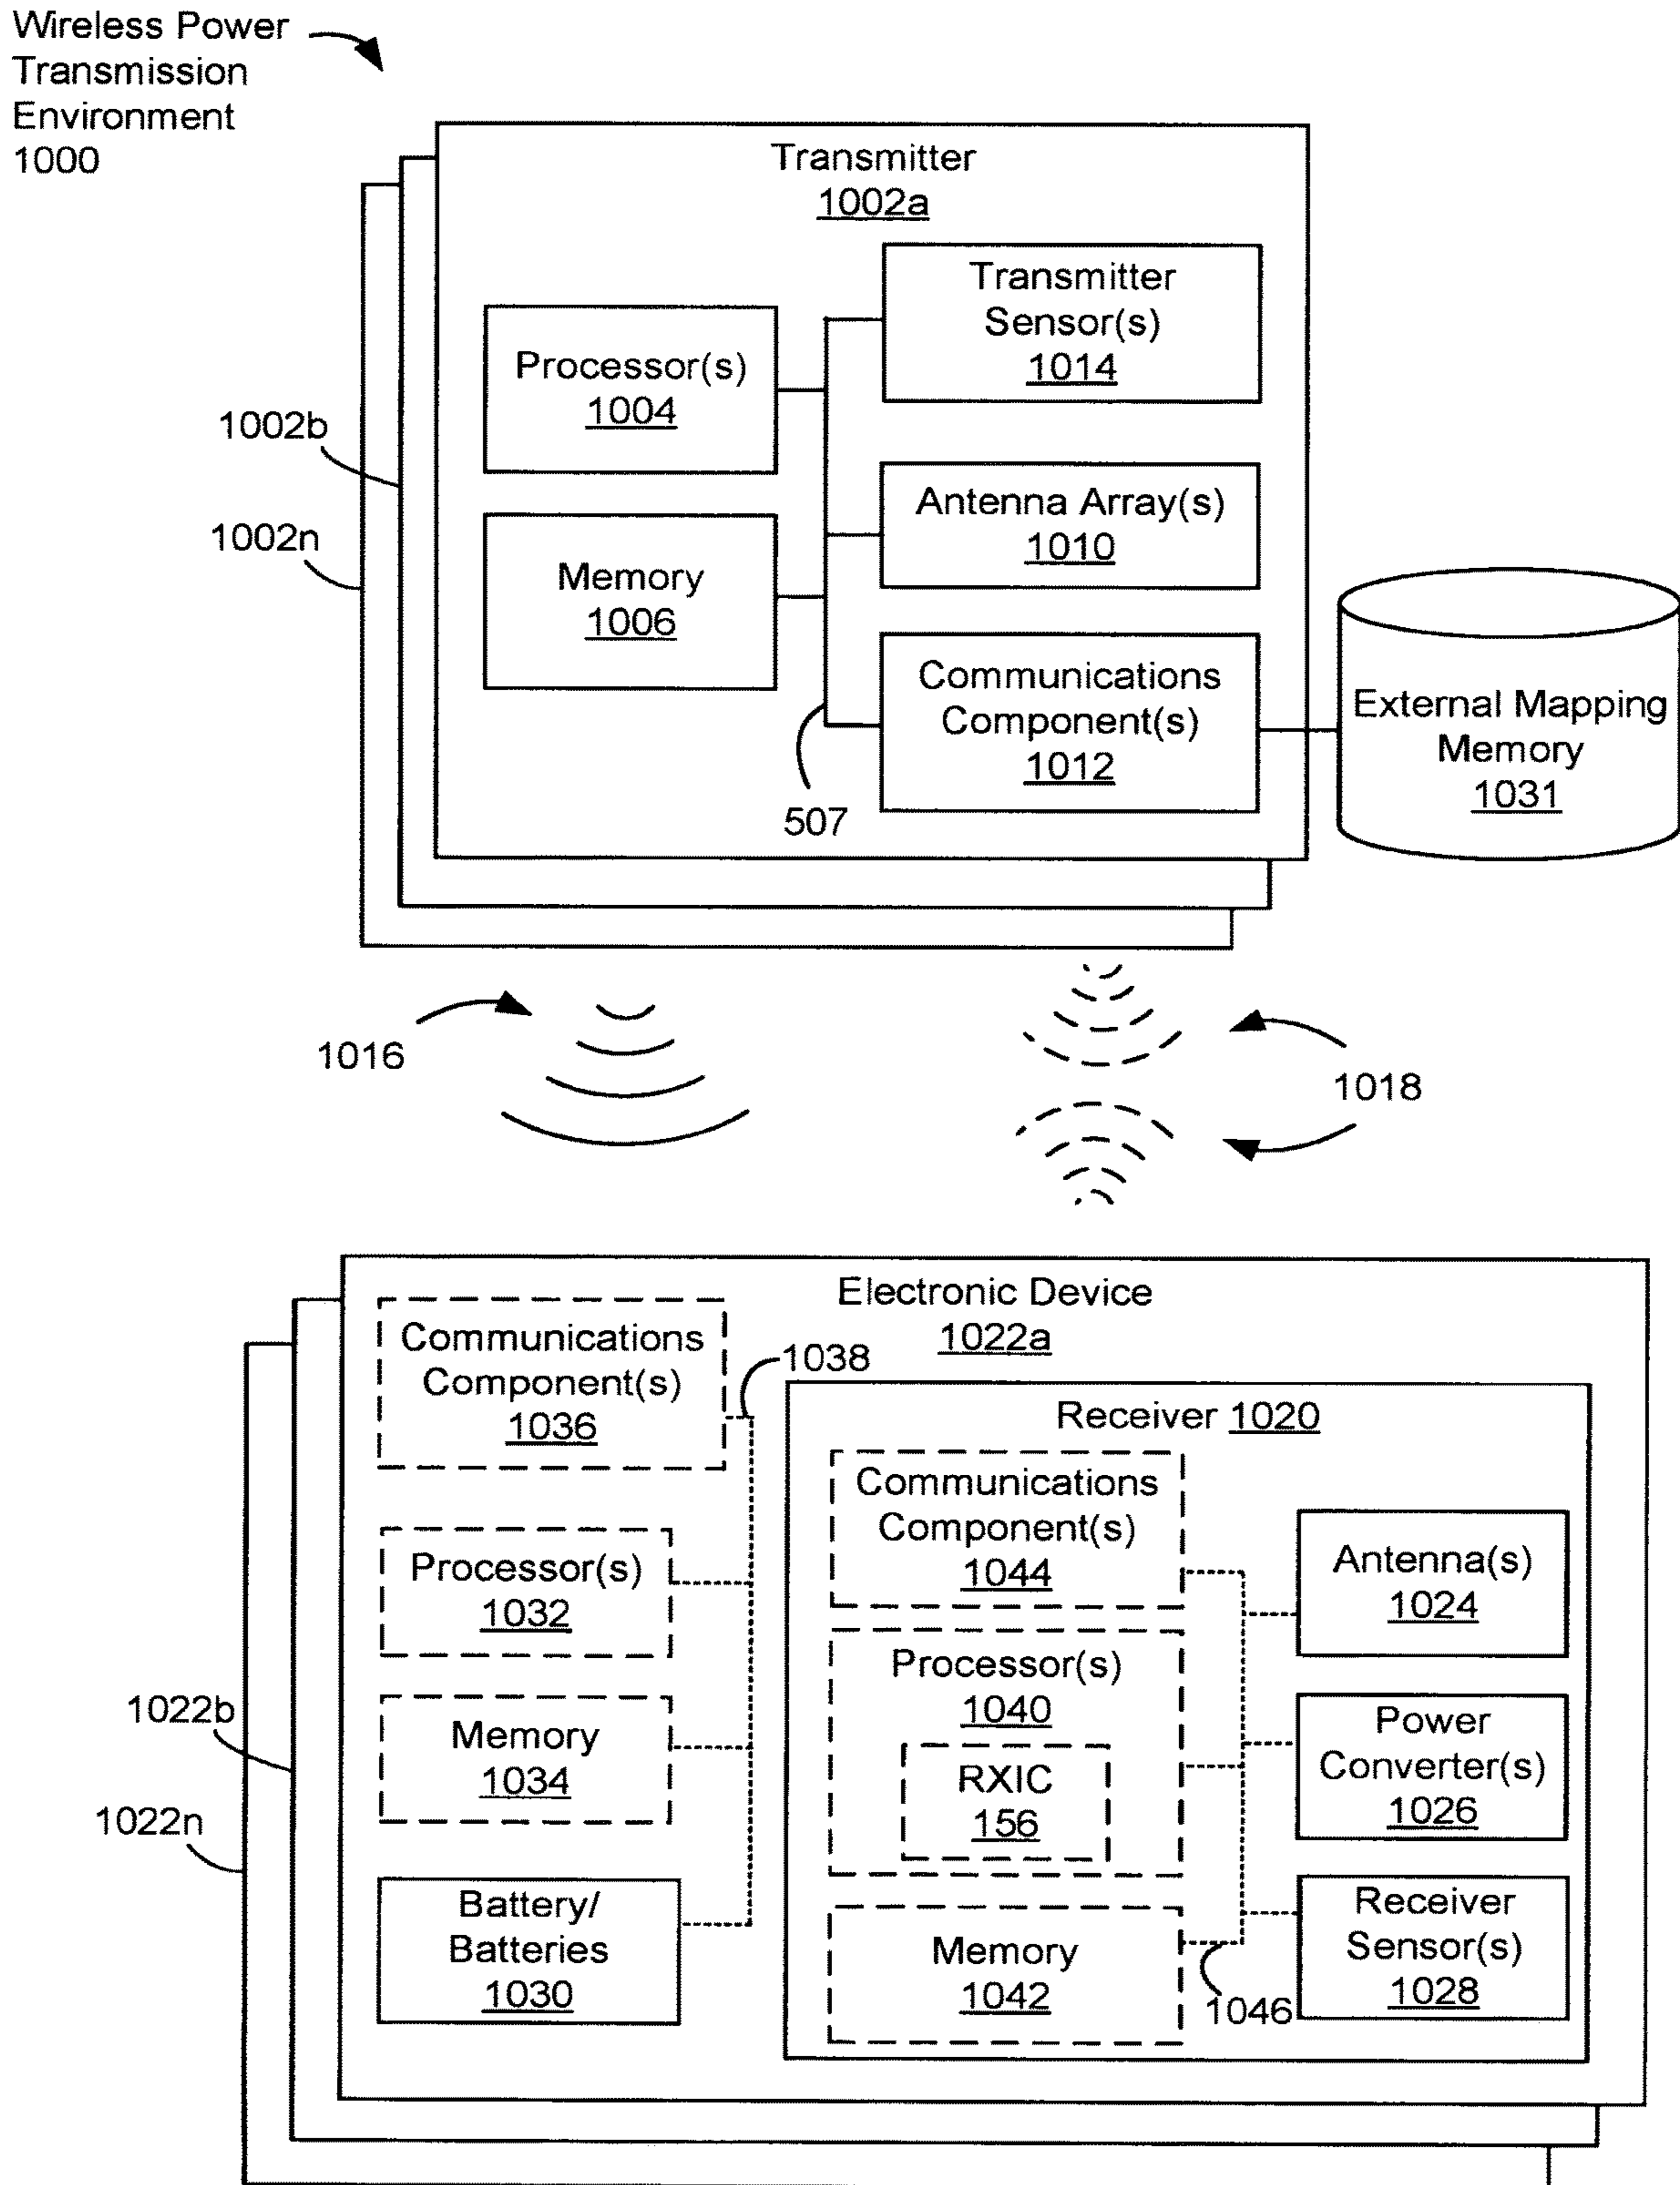 Wireless Power
Transmission
Environment
1000
Transmitter
1002a
Transmitter
Sensor(s)
1014
Processor(s)
1004
1002b
Antenna Array(s)
1010
1002n
Memory
1006
Communications
Component(s)
1012
External Mapping
Memory
1031
507
1016
1018
Electronic Device
1022a
Communications
Component(s)
1036
1038
Receiver 1020
Communications
Component(s)
1044
Antenna(s)
1024
Processor(s)
1032
Processor(s)
1040
RXIC
156
Power
Converter(s)
1026
1022b
Memory
1034
1022n
Battery/
Batteries
1030
Memory
1042
1046
Receiver
Sensor(s)
1028